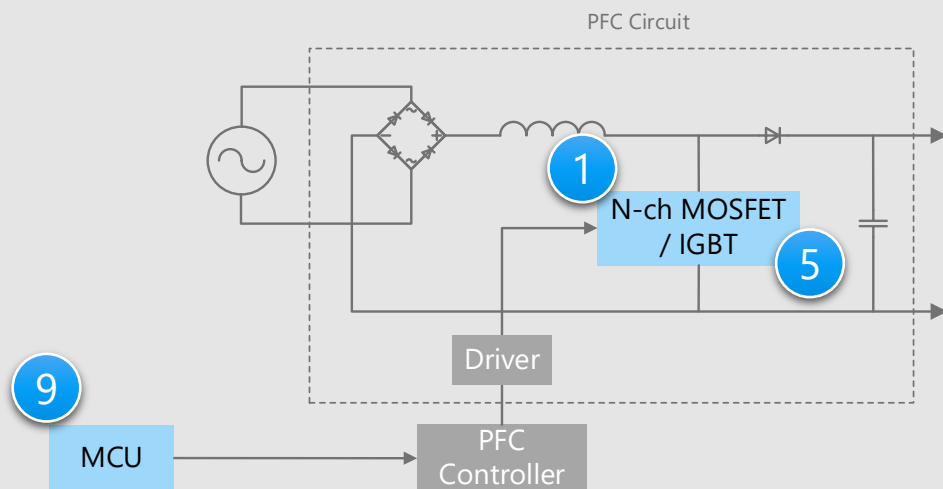 PFC Circuit
1
N-ch MOSFET
/ IGBT
5
Driver
9
MCU
PFC
Controller